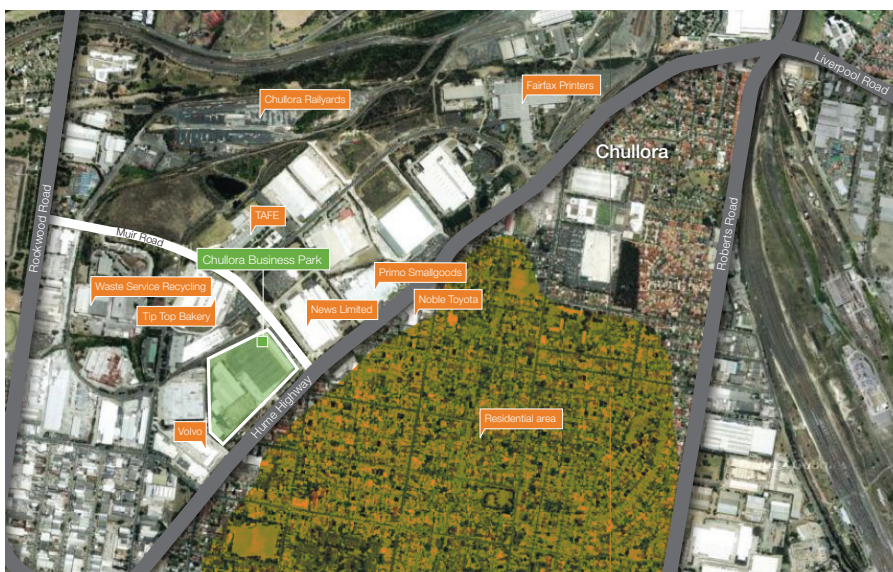 Liverpool Road
Fairfax Printers
Chullora Railyards
Chullora
Rookwood Road
TAFE
Muir Road
Roberts Road
Chullora Business Park
Primo Smallgoods
Waste Service Recycling
Noble Toyota
News Limited
Tip Top Bakery
Hume Highway
Residential area
Volvo